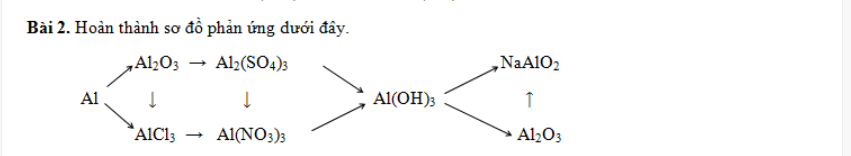 Bài 2. Hoàn thành sơ đồ phản ứng dưới đây.
Al₂O₃ → Al₂(SO₄)₃ NaAlO₂
Al ↓ ↓ Al(OH)₃ ↑
AlCl₃ → Al(NO₃)₃ Al₂O₃